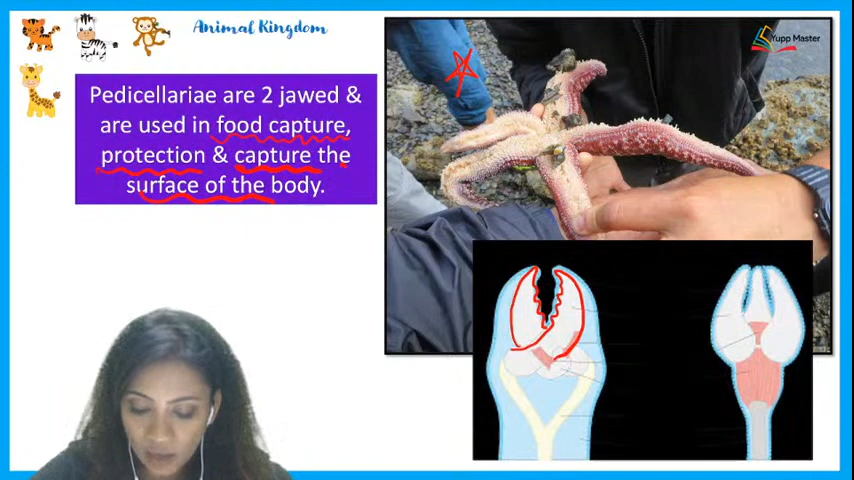 Animal Kingdom
Yupp Master
Pedicellariae are 2 jawed &
are used in food capture,
protection & capture the
surface of the body.